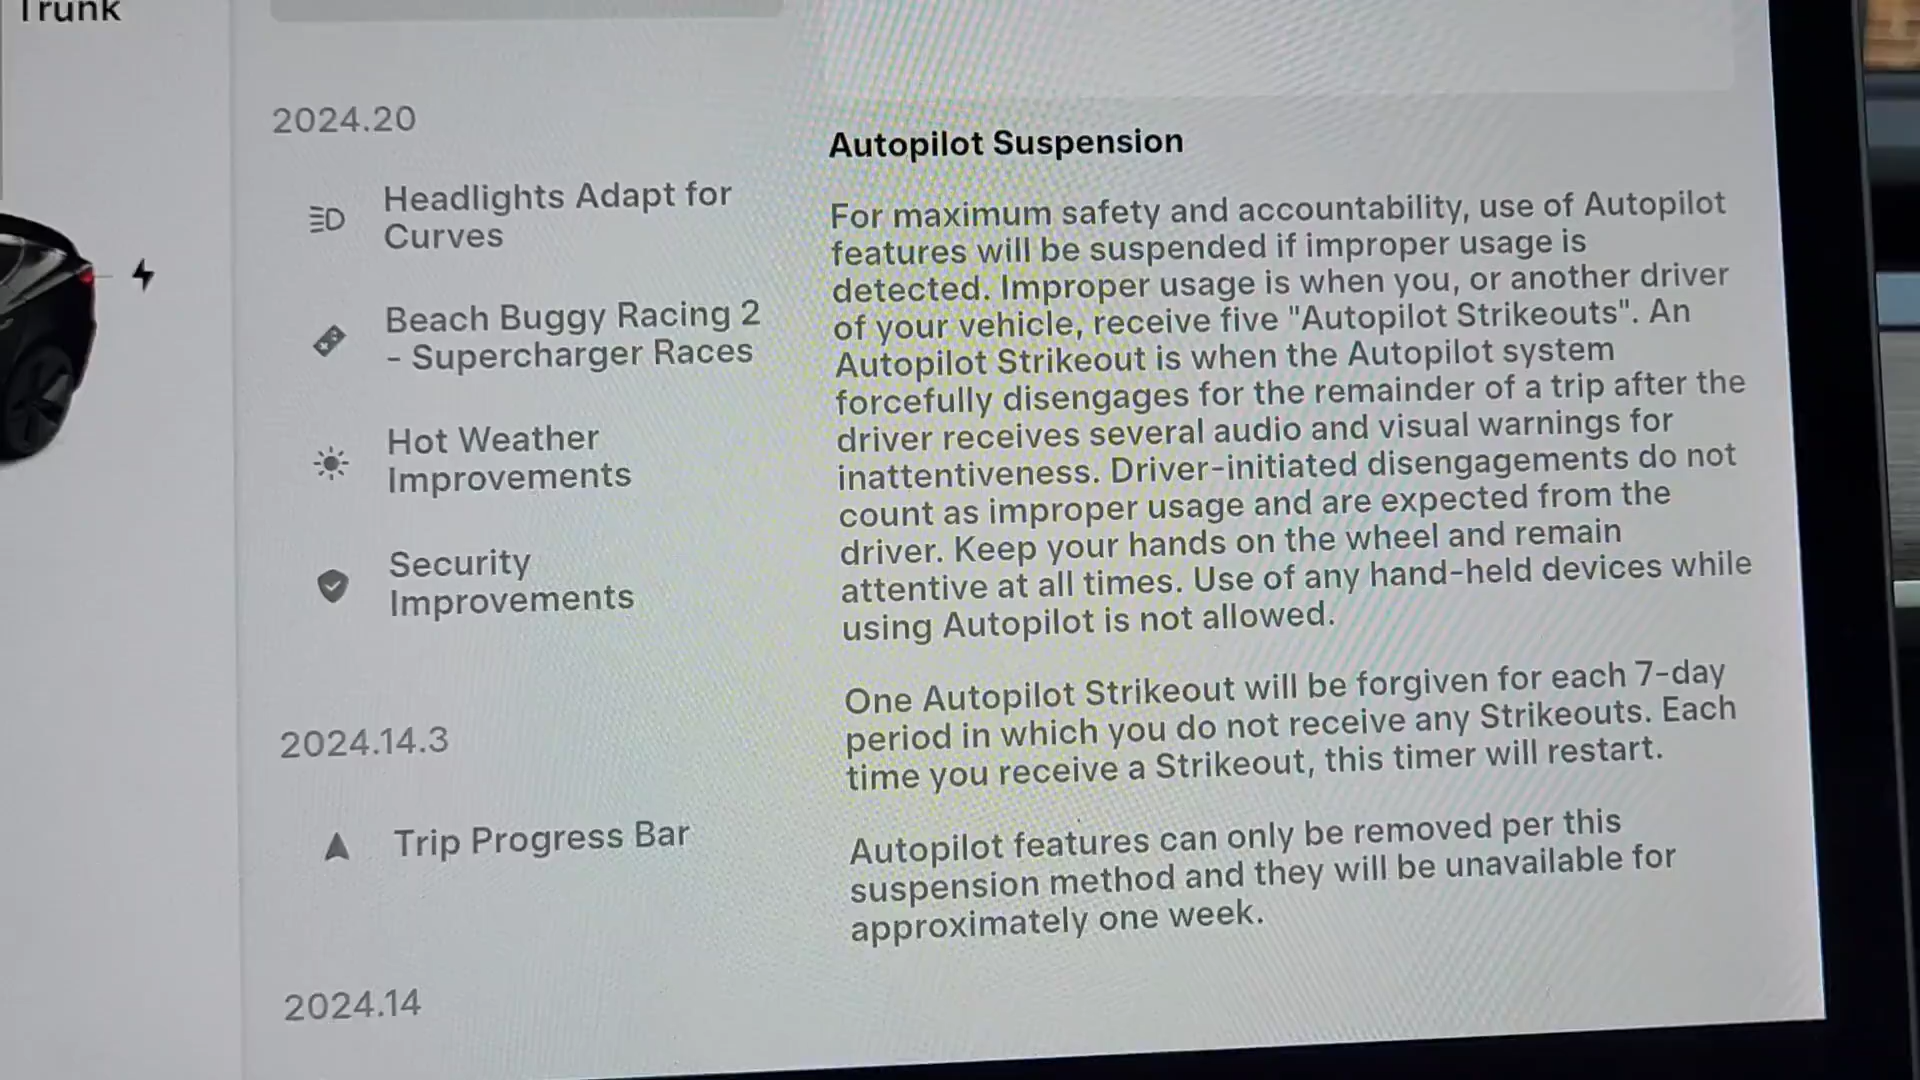 Trunk
2024.20
Headlights Adapt for
Curves
Beach Buggy Racing 2
- Supercharger Races
Hot Weather
Improvements
Security
Improvements
2024.14.3
Trip Progress Bar
2024.14
Autopilot Suspension
For maximum safety and accountability, use of Autopilot
features will be suspended if improper usage is
detected. Improper usage is when you, or another driver
of your vehicle, receive five "Autopilot Strikeouts". An
Autopilot Strikeout is when the Autopilot system
forcefully disengages for the remainder of a trip after the
driver receives several audio and visual warnings for
inattentiveness. Driver-initiated disengagements do not
count as improper usage and are expected from the
driver. Keep your hands on the wheel and remain
attentive at all times. Use of any hand-held devices while
using Autopilot is not allowed.
One Autopilot Strikeout will be forgiven for each 7-day
period in which you do not receive any Strikeouts. Each
time you receive a Strikeout, this timer will restart.
Autopilot features can only be removed per this
suspension method and they will be unavailable for
approximately one week.